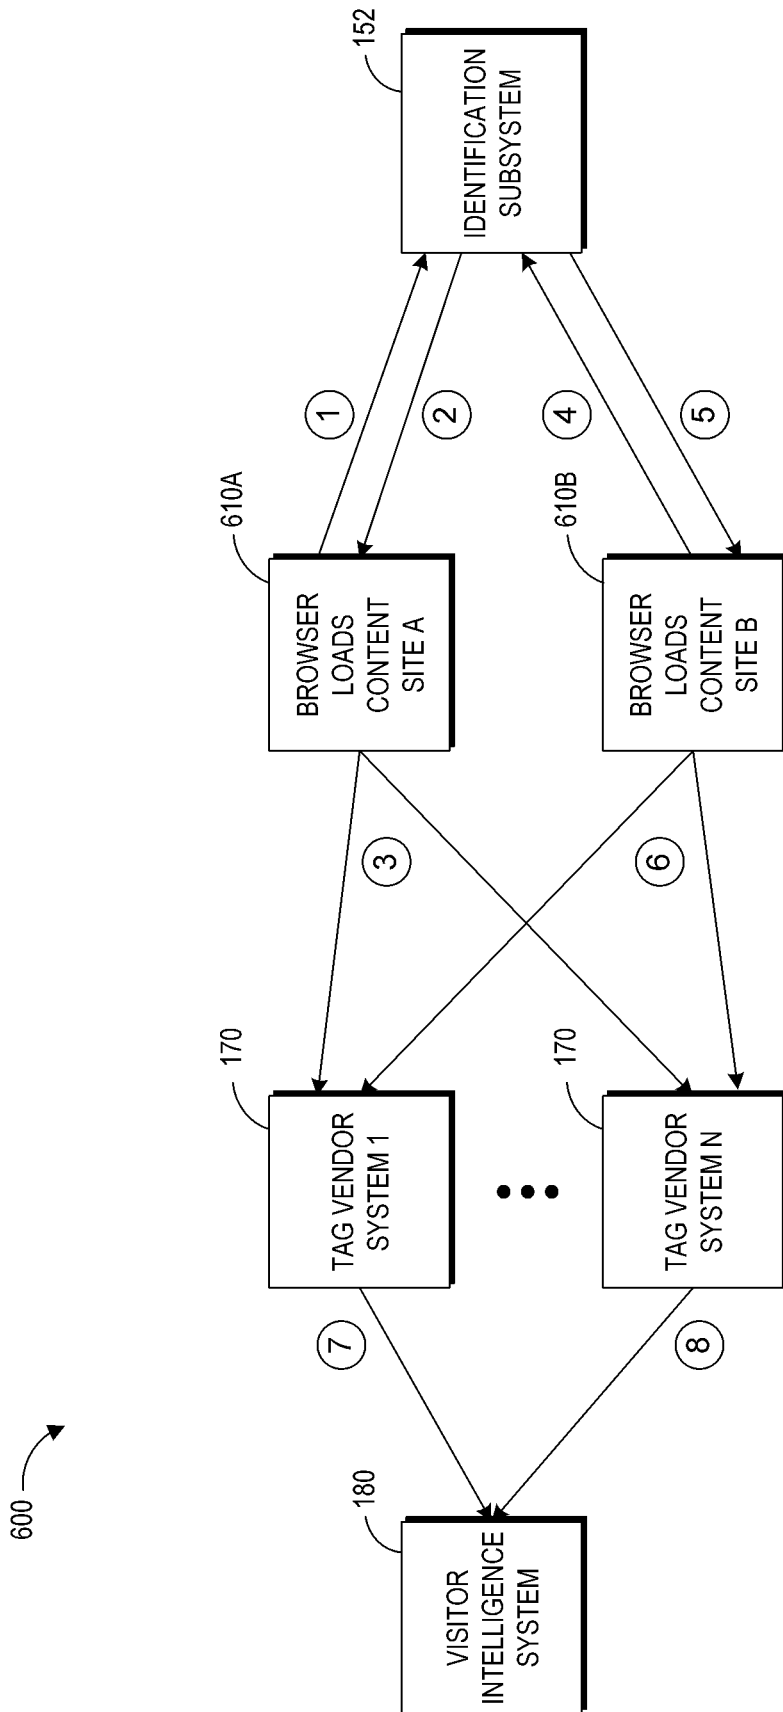 600
152
IDENTIFICATION
SUBSYSTEM
1
2
4
5
610A
BROWSER
LOADS
CONTENT
SITE A
610B
BROWSER
LOADS
CONTENT
SITE B
3
6
170
TAG VENDOR
SYSTEM 1
170
TAG VENDOR
SYSTEM N
7
8
180
VISITOR
INTELLIGENCE
SYSTEM